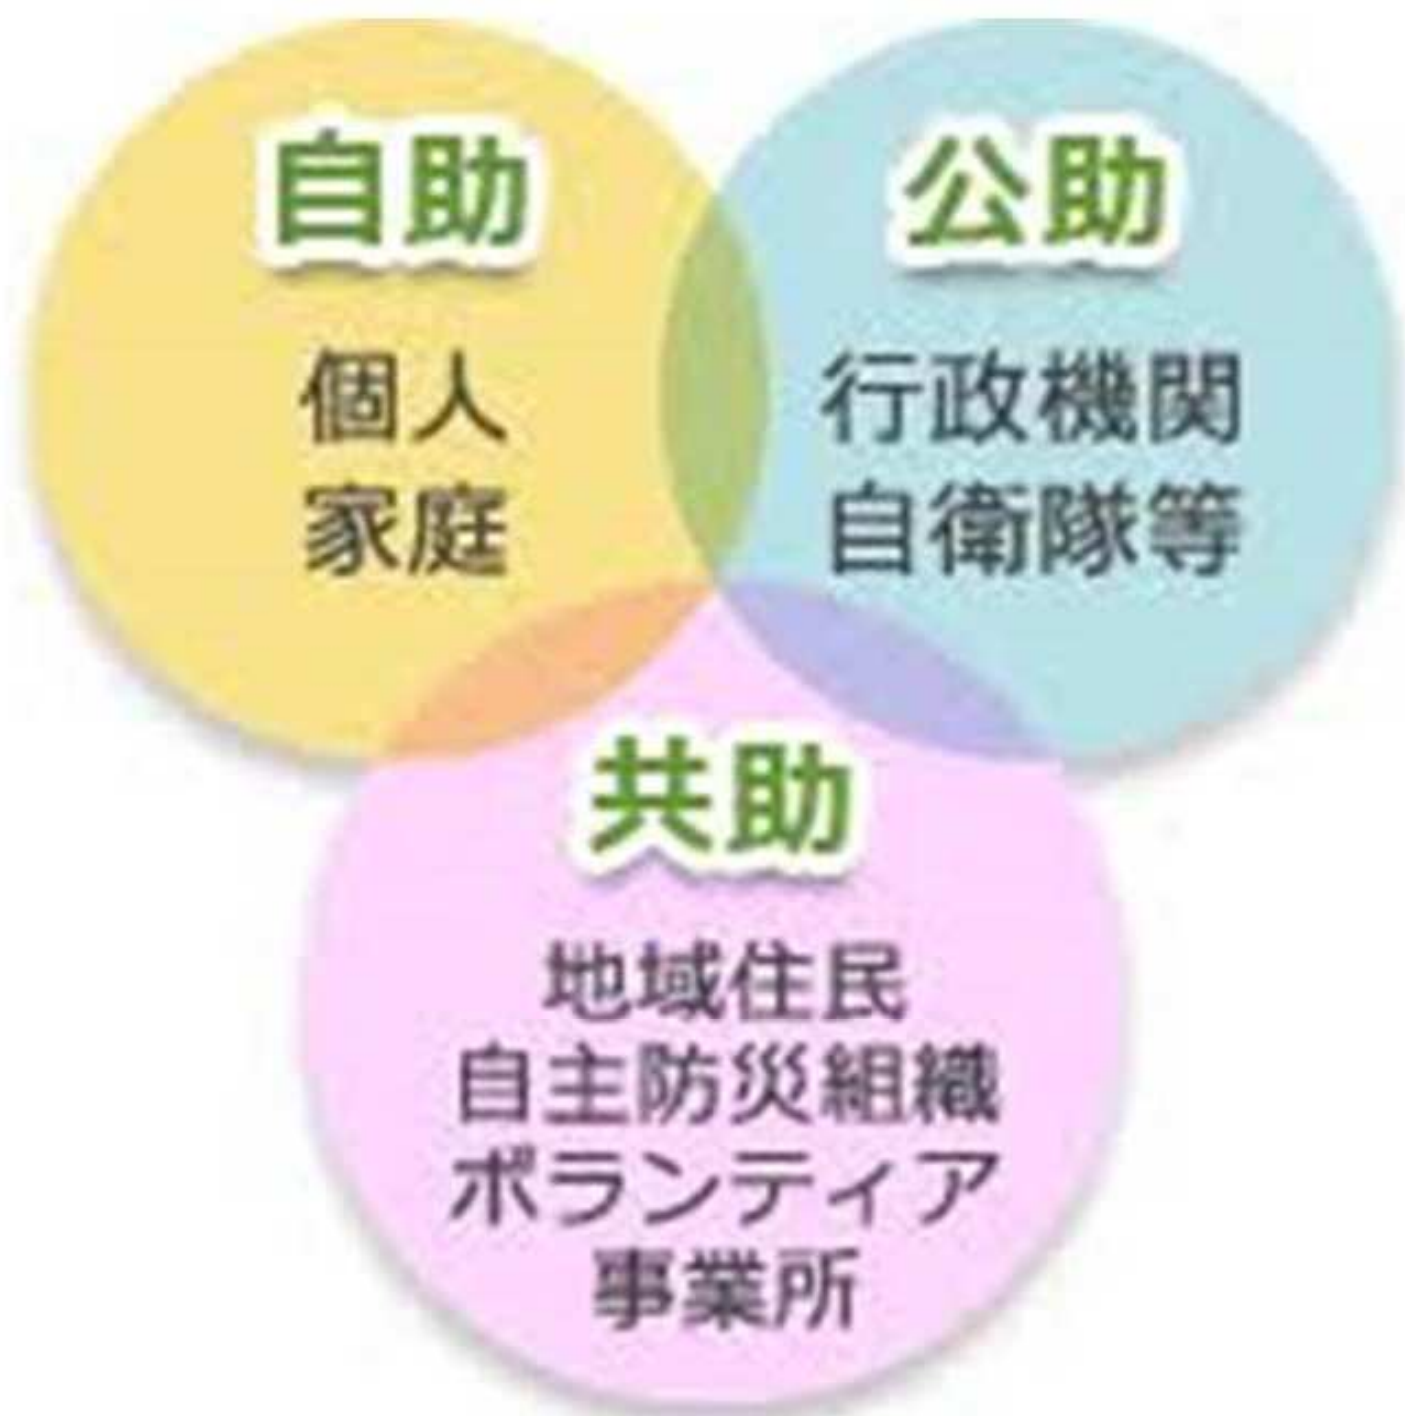 自助
個人
家庭
公助
行政機関
自衛隊等
共助
地域住民
自主防災組織
ボランティア
事業所